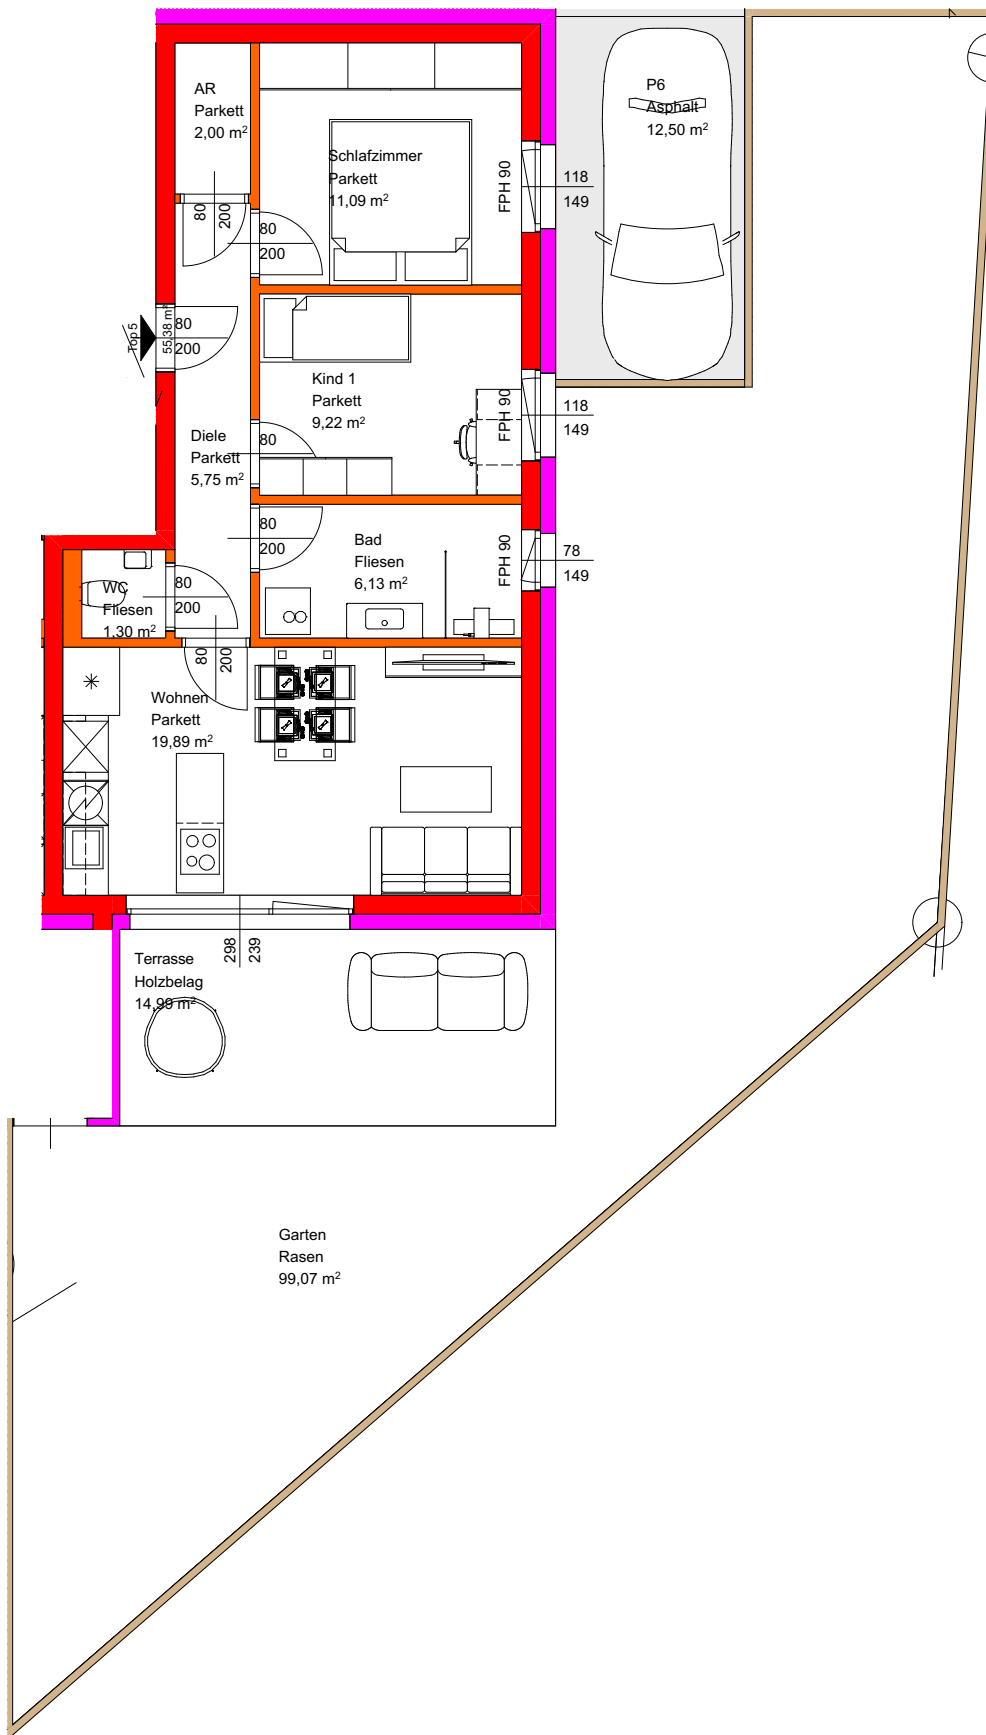 AR
Parkett
2,00 m²
P6
Asphalt
12,50 m²
Schlafzimmer
Parkett
11,09 m²
FPH 90
118
149
80
200
80
200
Top 5
55,38 m²
80
200
Kind 1
Parkett
9,22 m²
FPH 90
118
149
Diele
Parkett
5,75 m²
80
80
200
Bad
Fliesen
6,13 m²
FPH 90
78
149
WC
Fliesen
1,30 m²
80
200
80
200
Wohnen
Parkett
19,89 m²
298
239
Terrasse
Holzbelag
14,99 m²
Garten
Rasen
99,07 m²